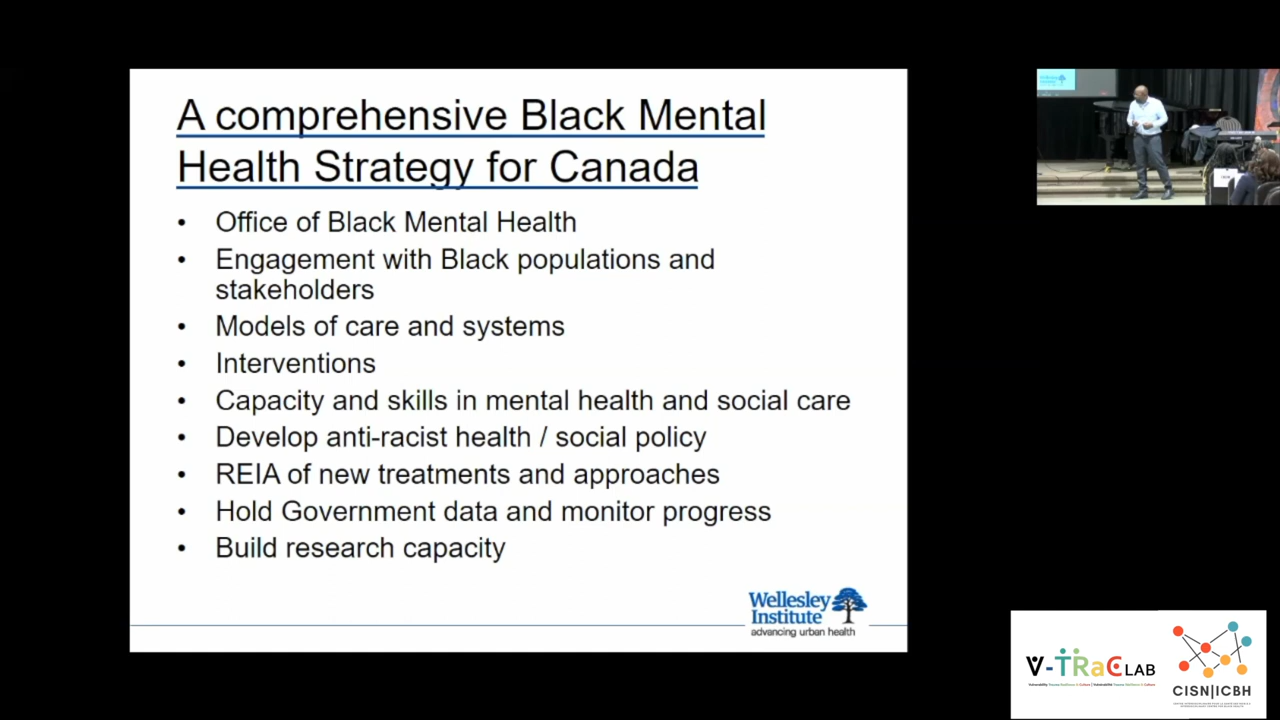 A comprehensive Black Mental
Health Strategy for Canada
• Office of Black Mental Health
• Engagement with Black populations and
stakeholders
• Models of care and systems
• Interventions
• Capacity and skills in mental health and social care
• Develop anti-racist health / social policy
• REIA of new treatments and approaches
• Hold Government data and monitor progress
• Build research capacity
Wellesley
Institute
advancing urban health
Wellesley
Institute
V-TRaC LAB
CISN|ICBH